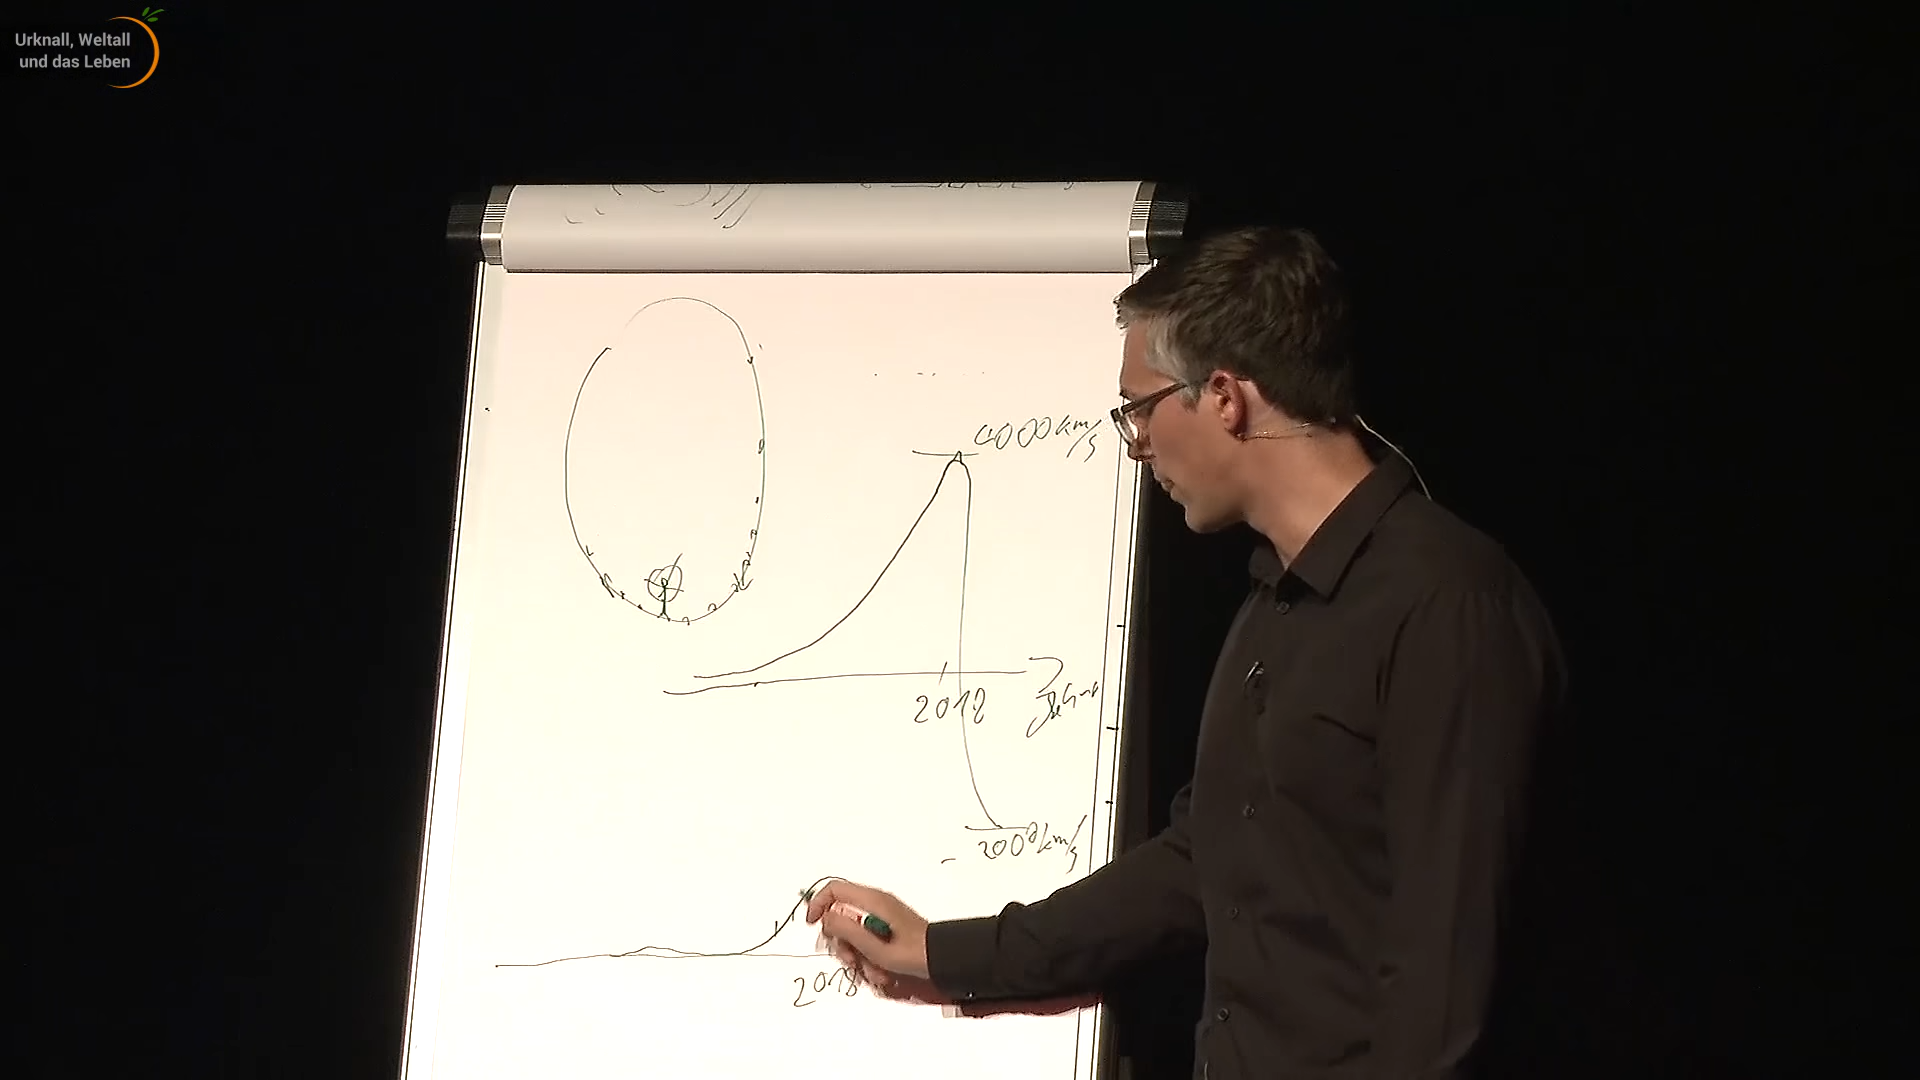 Urknall, Weltall
und das Leben
4000 km/s
2018
- 2000 km/s
2018